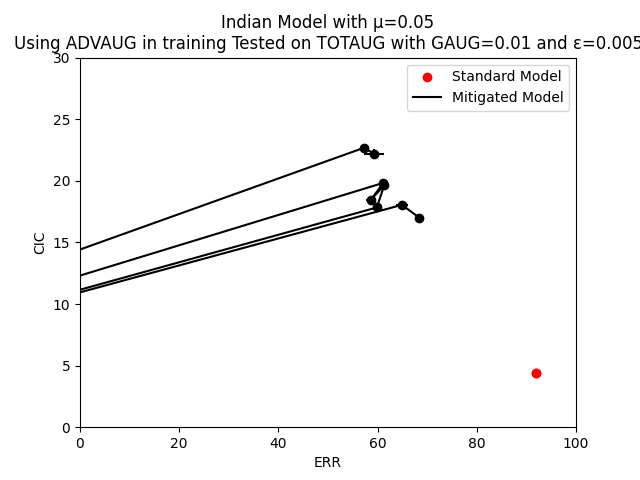 Indian Model with μ=0.05
Using ADVAUG in training Tested on TOTAUG with GAUG=0.01 and ε=0.005
30
25
20
15
10
5
0
CIC
Standard Model
Mitigated Model
0 20 40 60 80 100
ERR